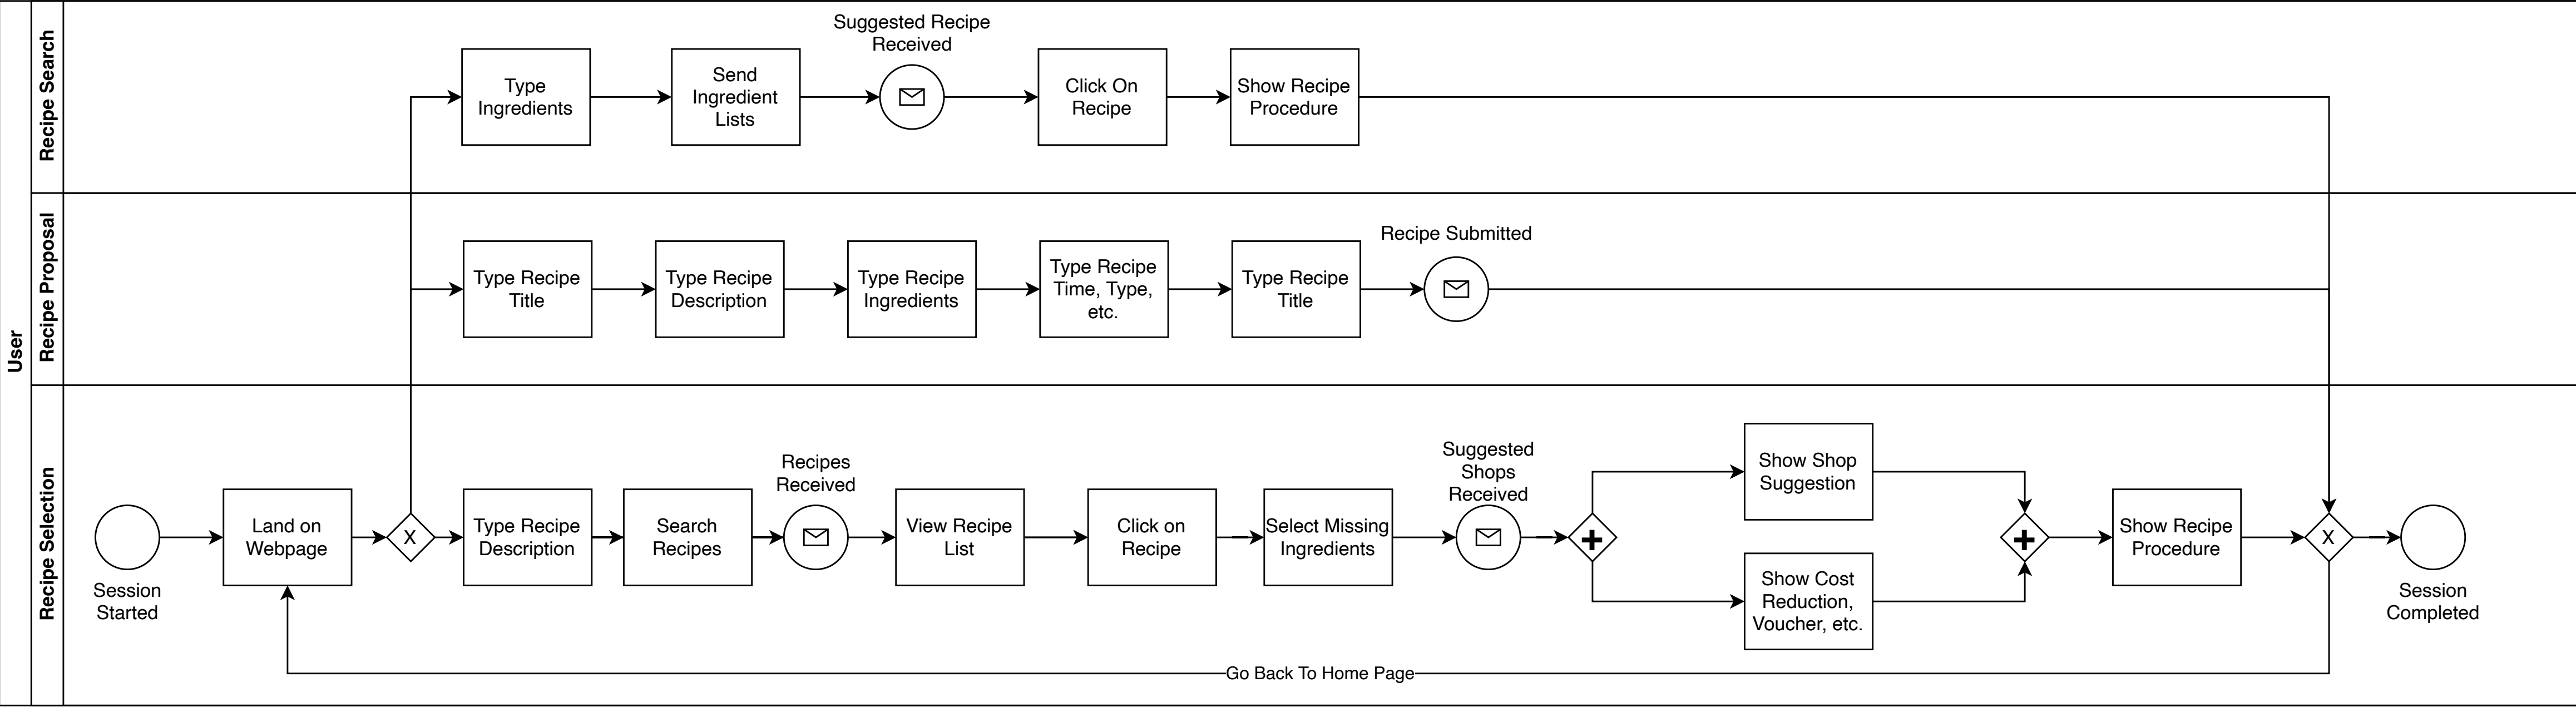 User
Recipe Search
Suggested Recipe
Received
Type
Ingredients
Send
Ingredient
Lists
Click On
Recipe
Show Recipe
Procedure
Recipe Proposal
Type Recipe
Title
Type Recipe
Description
Type Recipe
Ingredients
Type Recipe
Time, Type,
etc.
Type Recipe
Title
Recipe Submitted
Recipe Selection
Session
Started
Land on
Webpage
X
Type Recipe
Description
Search
Recipes
Recipes
Received
View Recipe
List
Click on
Recipe
Select Missing
Ingredients
Suggested
Shops
Received
Show Shop
Suggestion
Show Cost
Reduction,
Voucher, etc.
Show Recipe
Procedure
X
Session
Completed
Go Back To Home Page